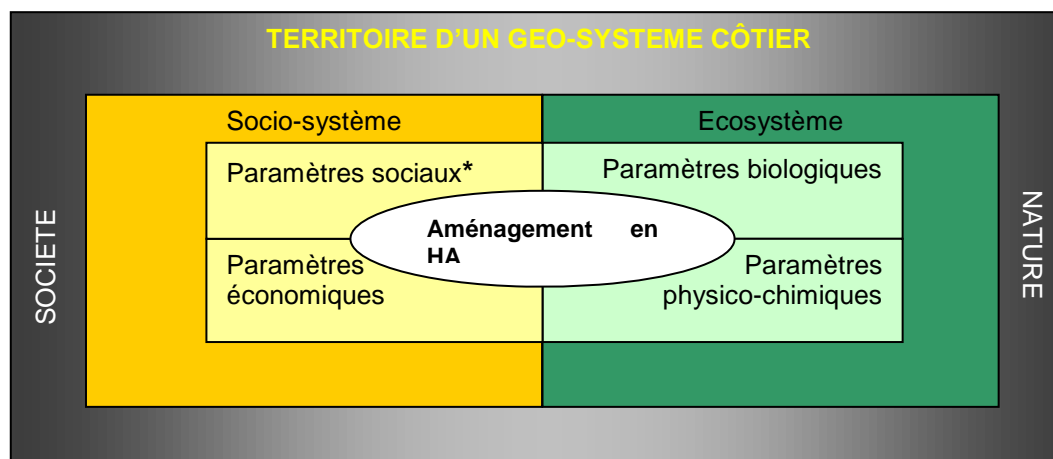 TERRITOIRE D'UN GEO-SYSTEME CÔTIER
Socio-système
Ecosystème
Paramètres sociaux*
Paramètres biologiques
SOCIETE
Aménagement en
HA
NATURE
Paramètres
économiques
Paramètres
physico-chimiques